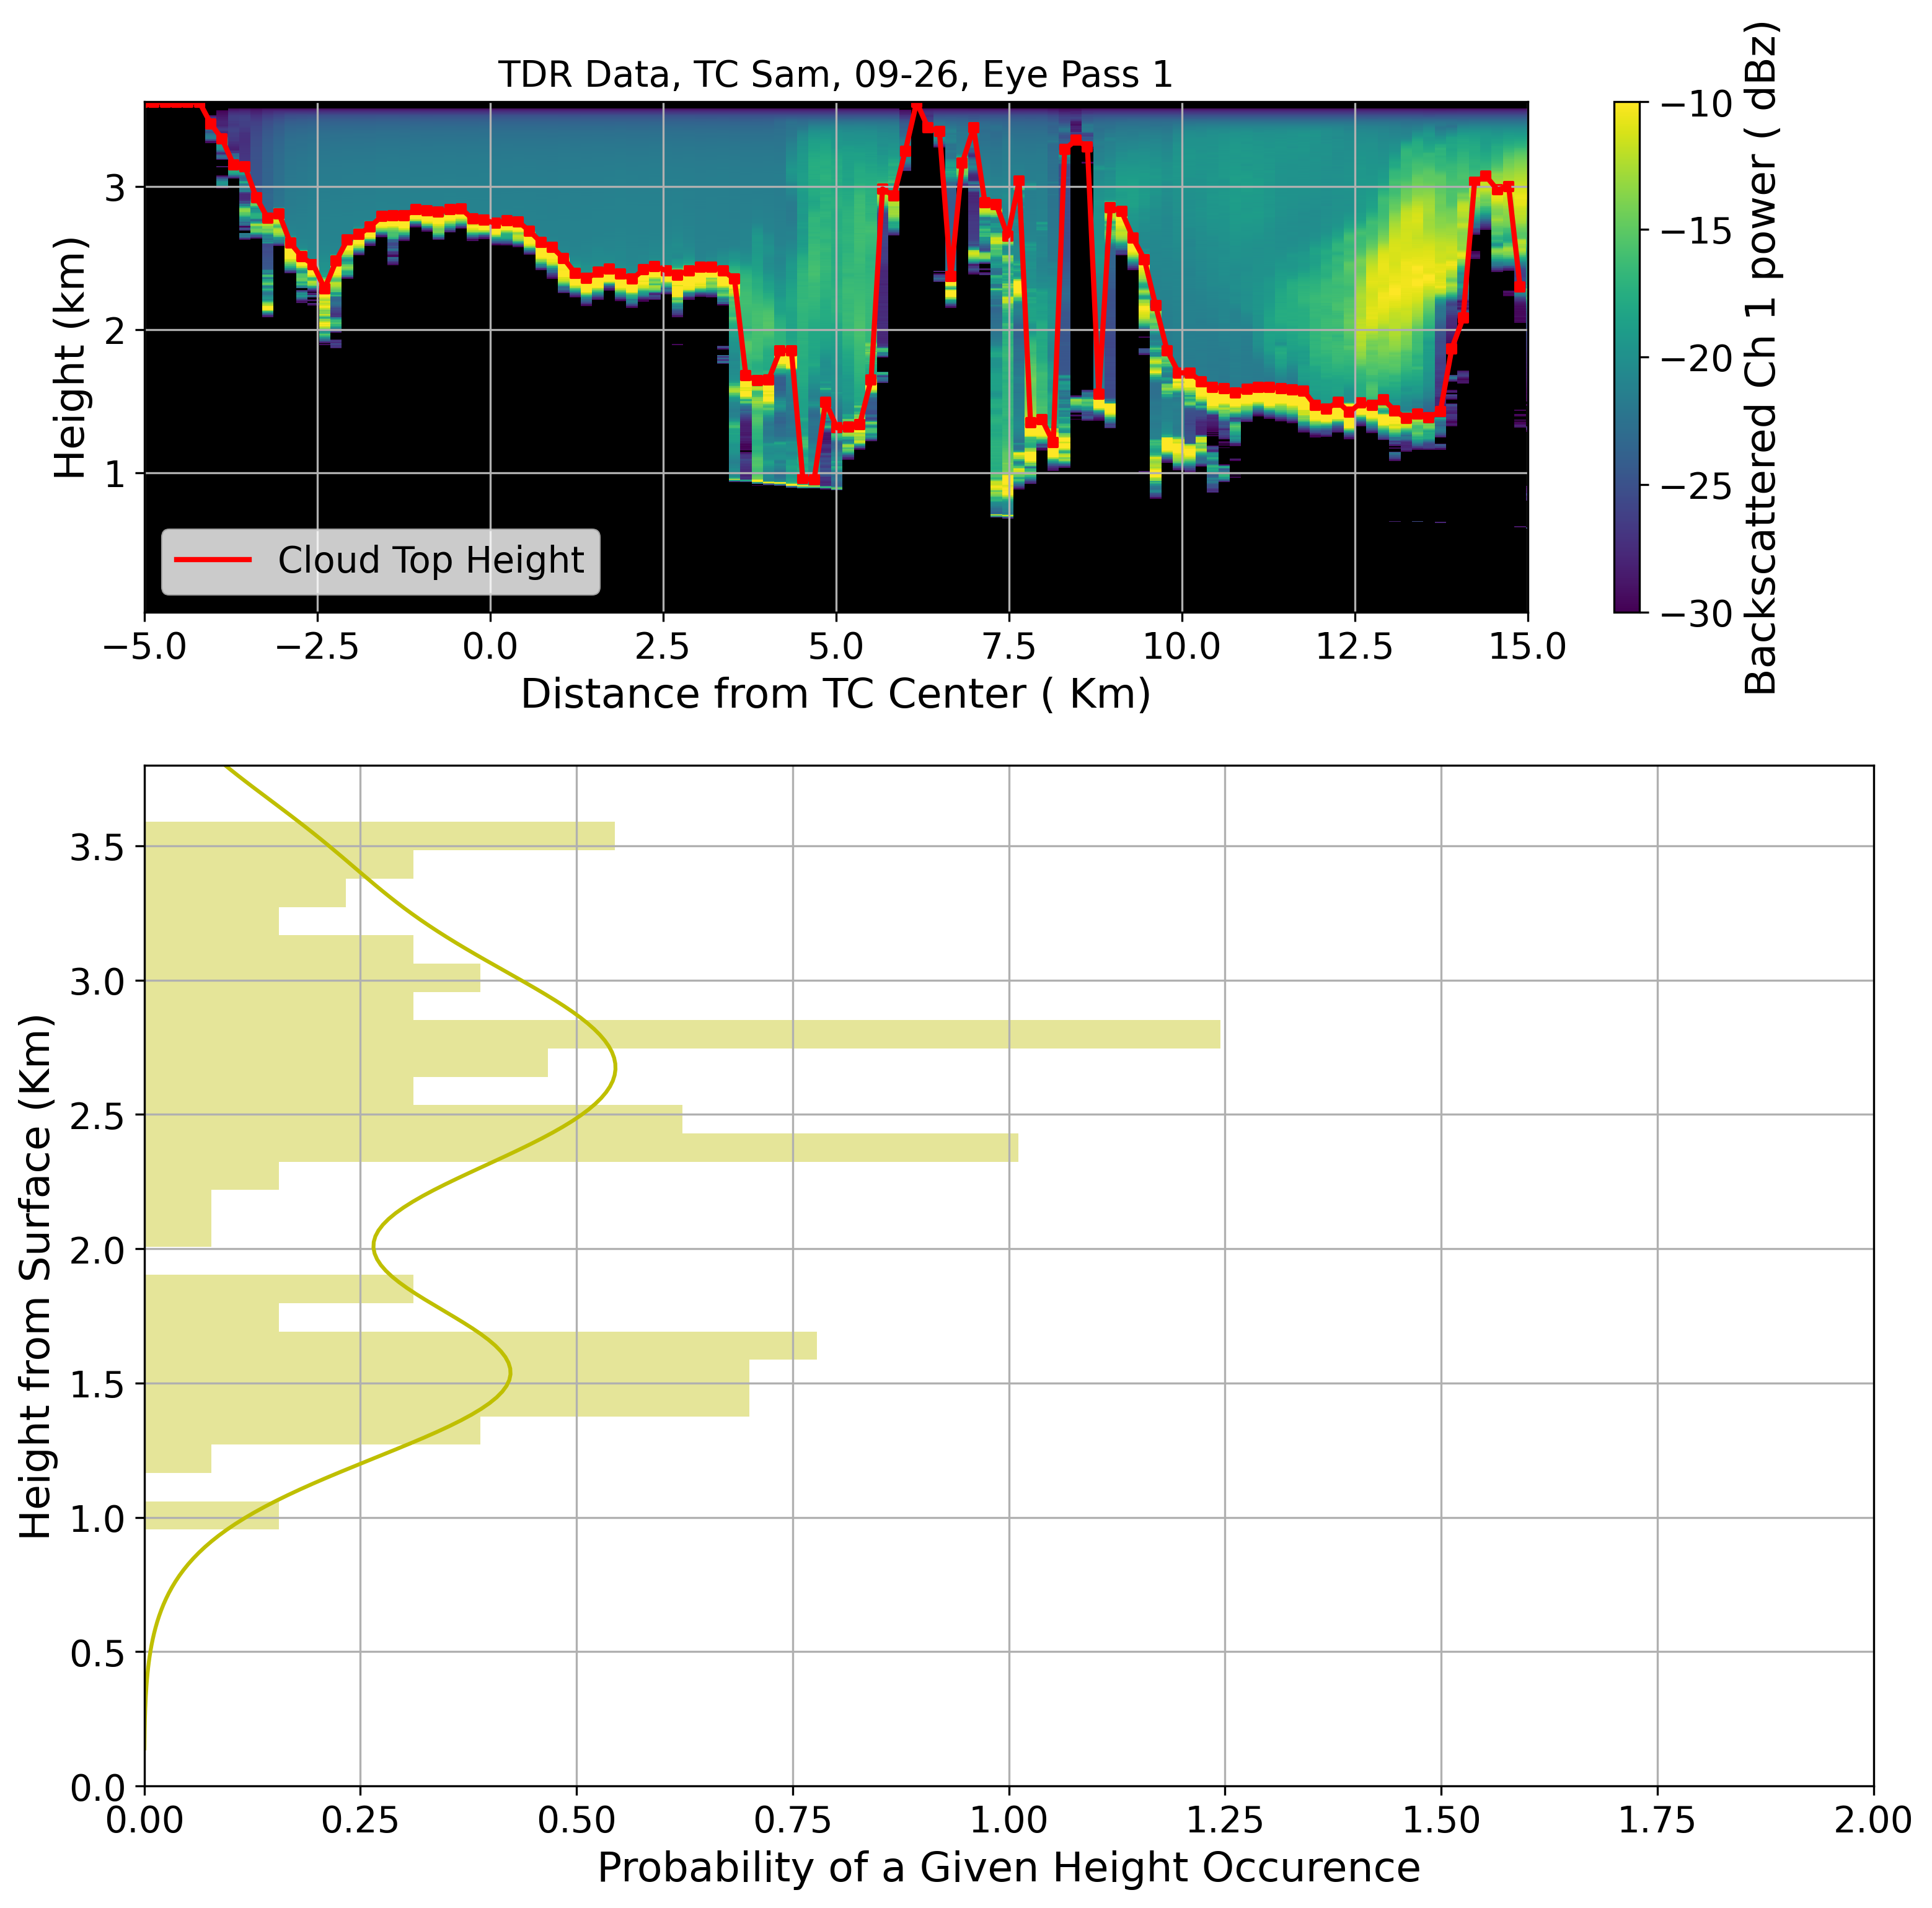 TDR Data, TC Sam, 09-26, Eye Pass 1
Height (km)
3
2
1
Cloud Top Height
−5.0 −2.5 0.0 2.5 5.0 7.5 10.0 12.5 15.0
Distance from TC Center ( Km)
−10
−15
−20
−25
−30
Backscattered Ch 1 power ( dBz)
Height from Surface (Km)
3.5
3.0
2.5
2.0
1.5
1.0
0.5
0.0
0.00 0.25 0.50 0.75 1.00 1.25 1.50 1.75 2.00
Probability of a Given Height Occurence